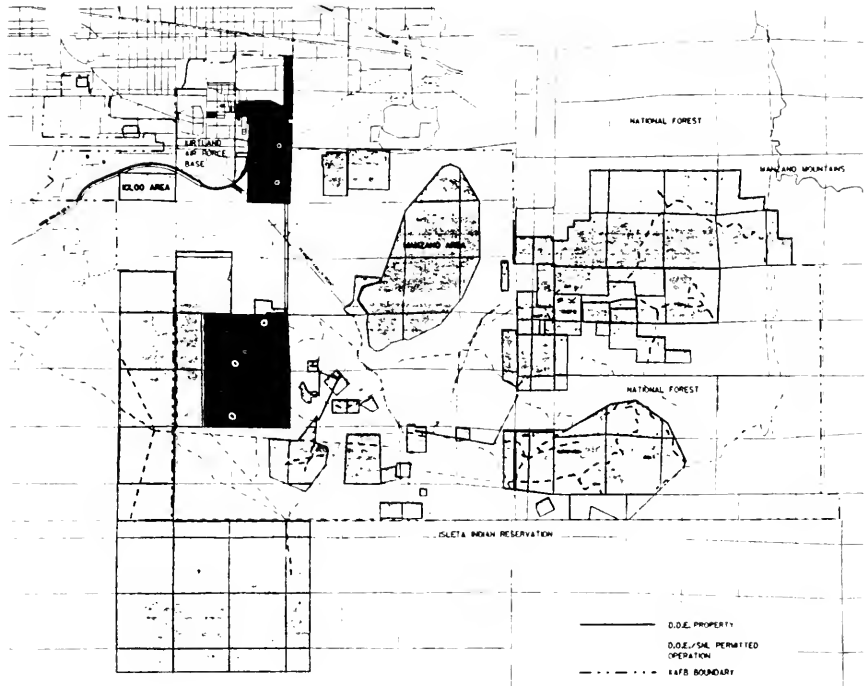 NATIONAL FOREST
KIRTLAND
AIR FORCE
BASE
MANZANO MOUNTAINS
IGLOO AREA
MANZANO AREA
NATIONAL FOREST
ISLETA INDIAN RESERVATION
D.O.E. PROPERTY
D.O.E./SNL PERMITTED
OPERATION
KAFB BOUNDARY